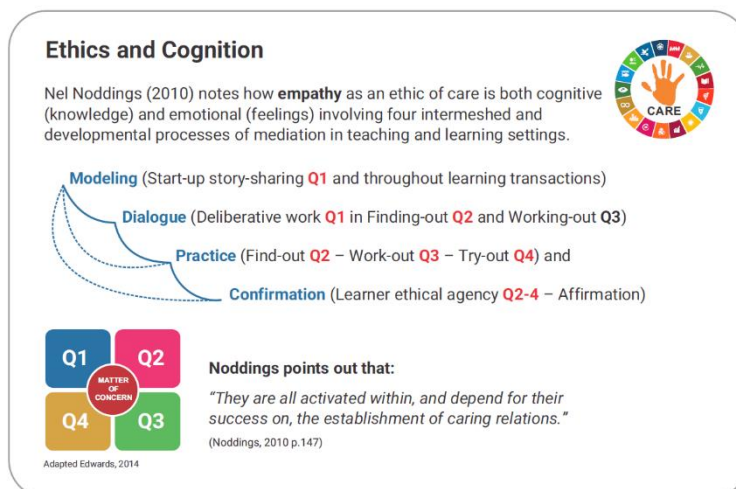 Ethics and Cognition
Nel Noddings (2010) notes how empathy as an ethic of care is both cognitive
(knowledge) and emotional (feelings) involving four intermeshed and
developmental processes of mediation in teaching and learning settings.
CARE
Modeling (Start-up story-sharing Q1 and throughout learning transactions)
Dialogue (Deliberative work Q1 in Finding-out Q2 and Working-out Q3)
Practice (Find-out Q2 – Work-out Q3 – Try-out Q4) and
Confirmation (Learner ethical agency Q2-4 – Affirmation)
Q1
Q2
MATTER
OF
CONCERN
Q4
Q3
Adapted Edwards, 2014
Noddings points out that:
“They are all activated within, and depend for their
success on, the establishment of caring relations.”
(Noddings, 2010 p.147)